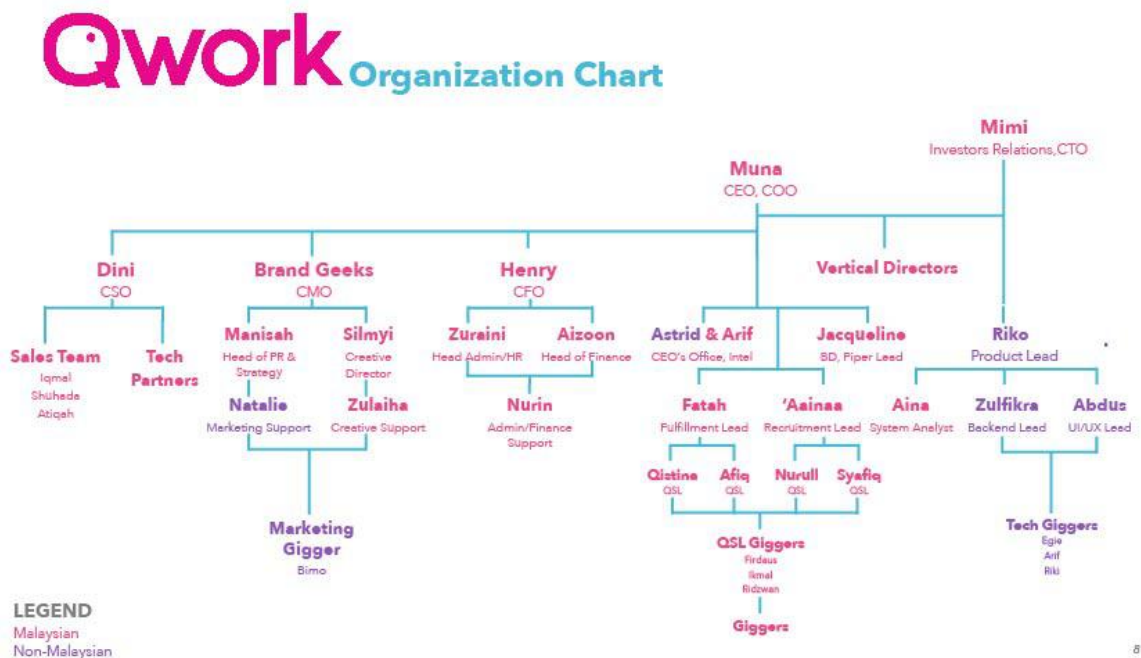 Qwork Organization Chart
Mimi
Investors Relations,CTO
Muna
CEO, COO
Dini
CSO
Brand Geeks
CMO
Henry
CFO
Vertical Directors
Sales Team
Iqmal
Shuhada
Atiqah
Tech
Partners
Manisah
Head of PR &
Strategy
Silmyi
Creative
Director
Zuraini
Head Admin/HR
Aizoon
Head of Finance
Astrid & Arif
CEO's Office, Intel
Jacqueline
BD, Piper Lead
Riko
Product Lead
Natalie
Marketing Support
Zulaiha
Creative Support
Nurin
Admin/Finance
Support
Fatah
Fulfillment Lead
'Aainaa
Recruitment Lead
Aina
System Analyst
Zulfikra
Backend Lead
Abdus
UI/UX Lead
Qistina
QSL
Afiq
QSL
Nurull
QSL
Syafiq
QSL
Marketing
Gigger
Bimo
QSL Giggers
Firdaus
Ikmal
Ridzwan
Giggers
Tech Giggers
Egie
Arif
Riki
LEGEND
Malaysian
Non-Malaysian
8